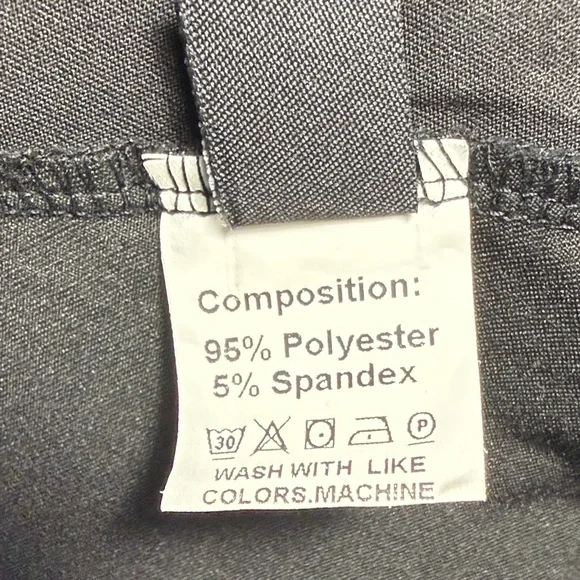 Composition:
95% Polyester
5% Spandex
30 P
WASH WITH LIKE
COLORS.MACHINE